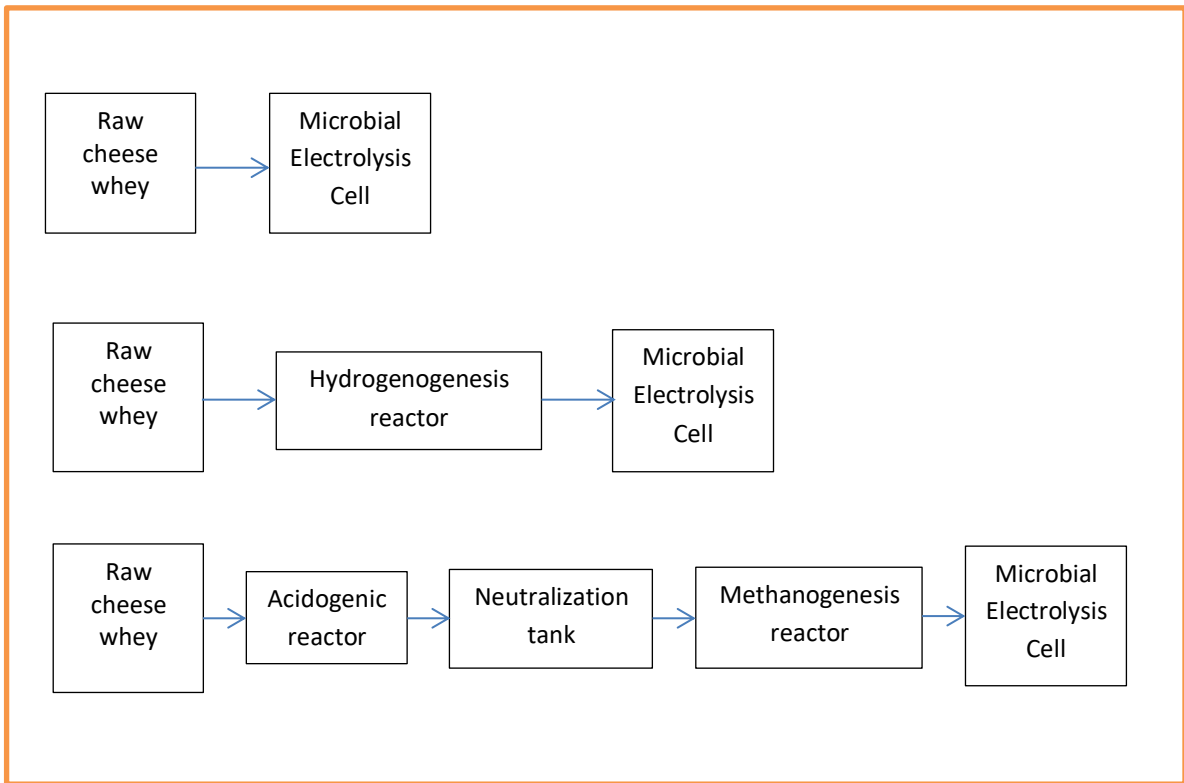 Raw
cheese
whey
Microbial
Electrolysis
Cell
Raw
cheese
whey
Hydrogenogenesis
reactor
Microbial
Electrolysis
Cell
Raw
cheese
whey
Acidogenic
reactor
Neutralization
tank
Methanogenesis
reactor
Microbial
Electrolysis
Cell